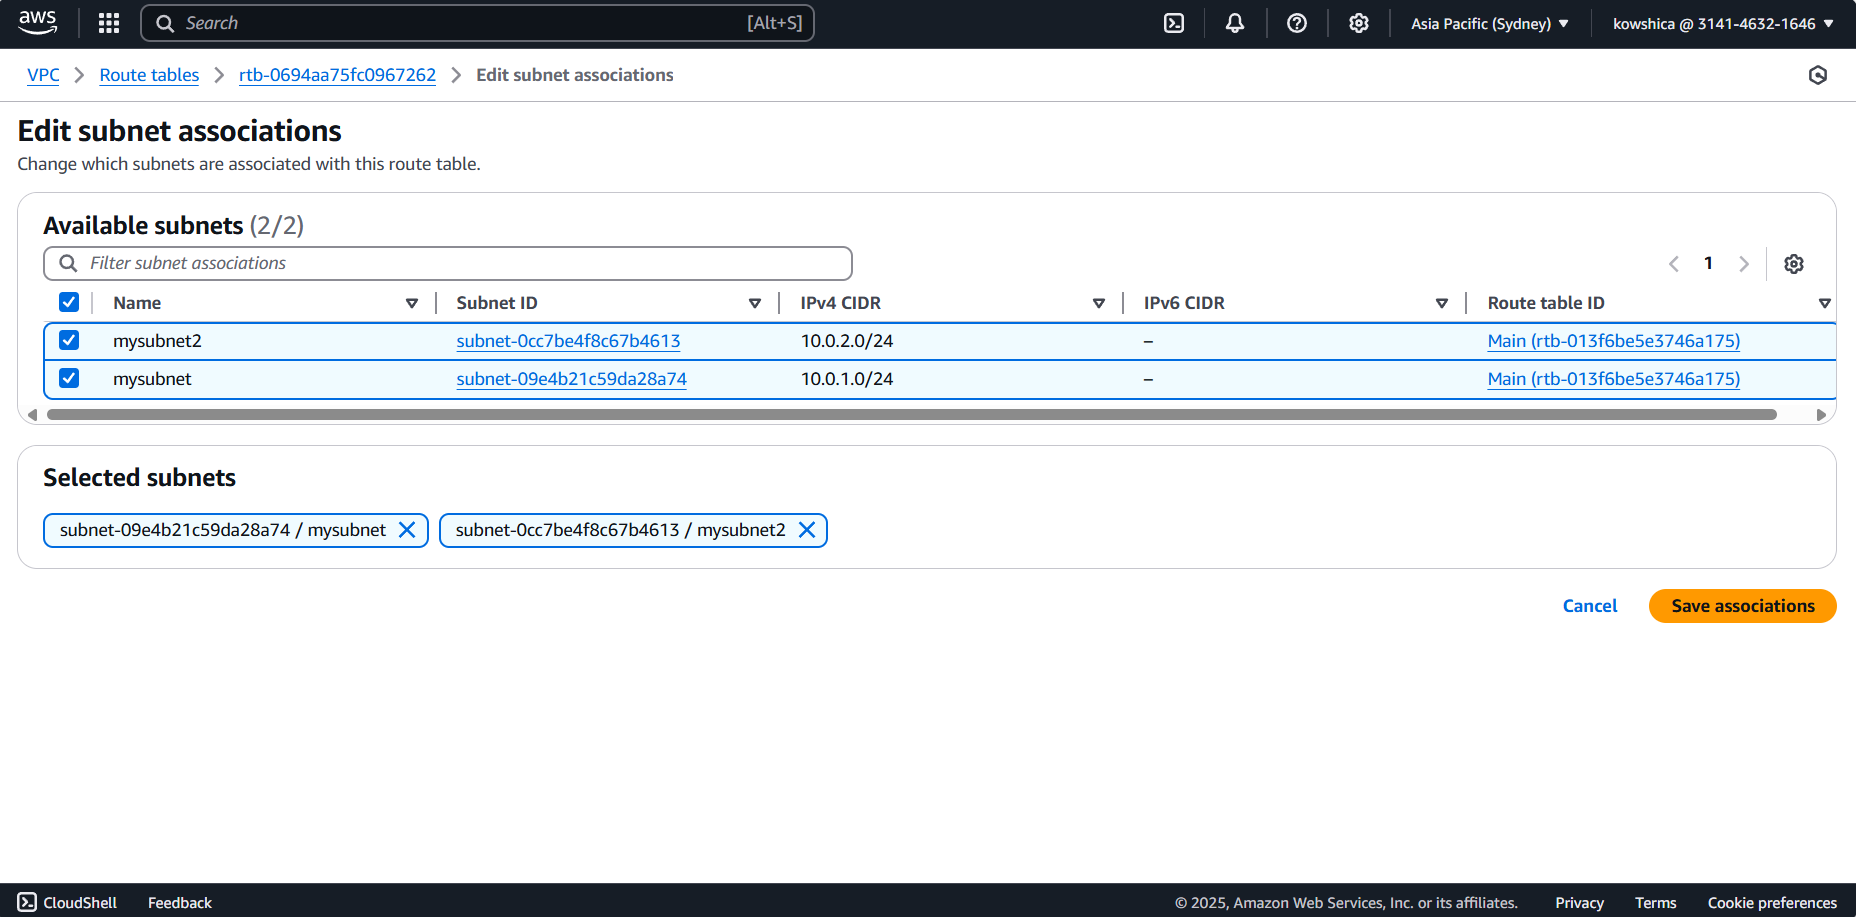 aws Search [Alt+S] Asia Pacific (Sydney) kowshica @ 3141-4632-1646
VPC Route tables rtb-0694aa75fc0967262 Edit subnet associations
Edit subnet associations
Change which subnets are associated with this route table.
Available subnets (2/2)
Filter subnet associations 1
Name Subnet ID IPv4 CIDR IPv6 CIDR Route table ID
mysubnet2 subnet-0cc7be4f8c67b4613 10.0.2.0/24 – Main (rtb-013f6be5e3746a175)
mysubnet subnet-09e4b21c59da28a74 10.0.1.0/24 – Main (rtb-013f6be5e3746a175)
Selected subnets
subnet-09e4b21c59da28a74 / mysubnet subnet-0cc7be4f8c67b4613 / mysubnet2
Cancel Save associations
CloudShell Feedback © 2025, Amazon Web Services, Inc. or its affiliates. Privacy Terms Cookie preferences